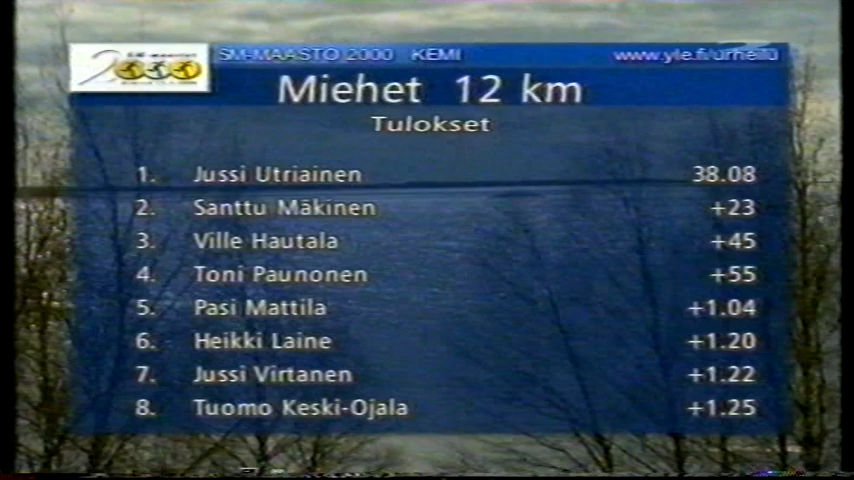 SM-MAASTO 2000 KEMI www.yle.fi/urheilu
Miehet 12 km
Tulokset
1. Jussi Utriainen 38.08
2. Santtu Mäkinen +23
3. Ville Hautala +45
4. Toni Paunonen +55
5. Pasi Mattila +1.04
6. Heikki Laine +1.20
7. Jussi Virtanen +1.22
8. Tuomo Keski-Ojala +1.25